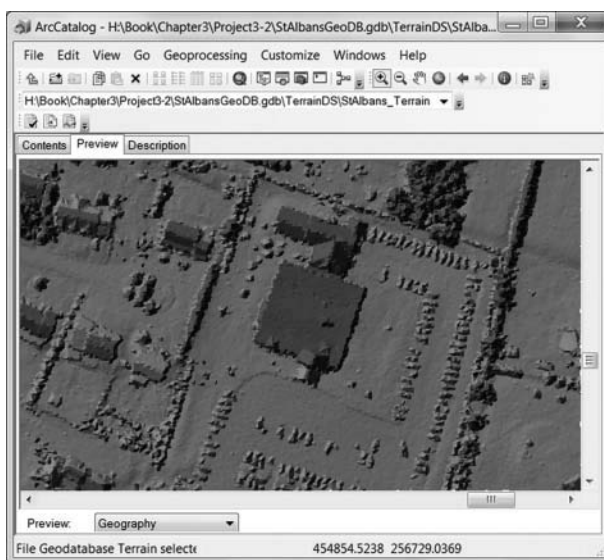 ArcCatalog - H:\Book\Chapter3\Project3-2\StAlbansGeoDB.gdb\TerrainDS\StAlba...
File Edit View Go Geoprocessing Customize Windows Help
H:\Book\Chapter3\Project3-2\StAlbansGeoDB.gdb\TerrainDS\StAlbans_Terrain
Contents Preview Description
Preview: Geography
File Geodatabase Terrain selecte 454854.5238 256729.0369